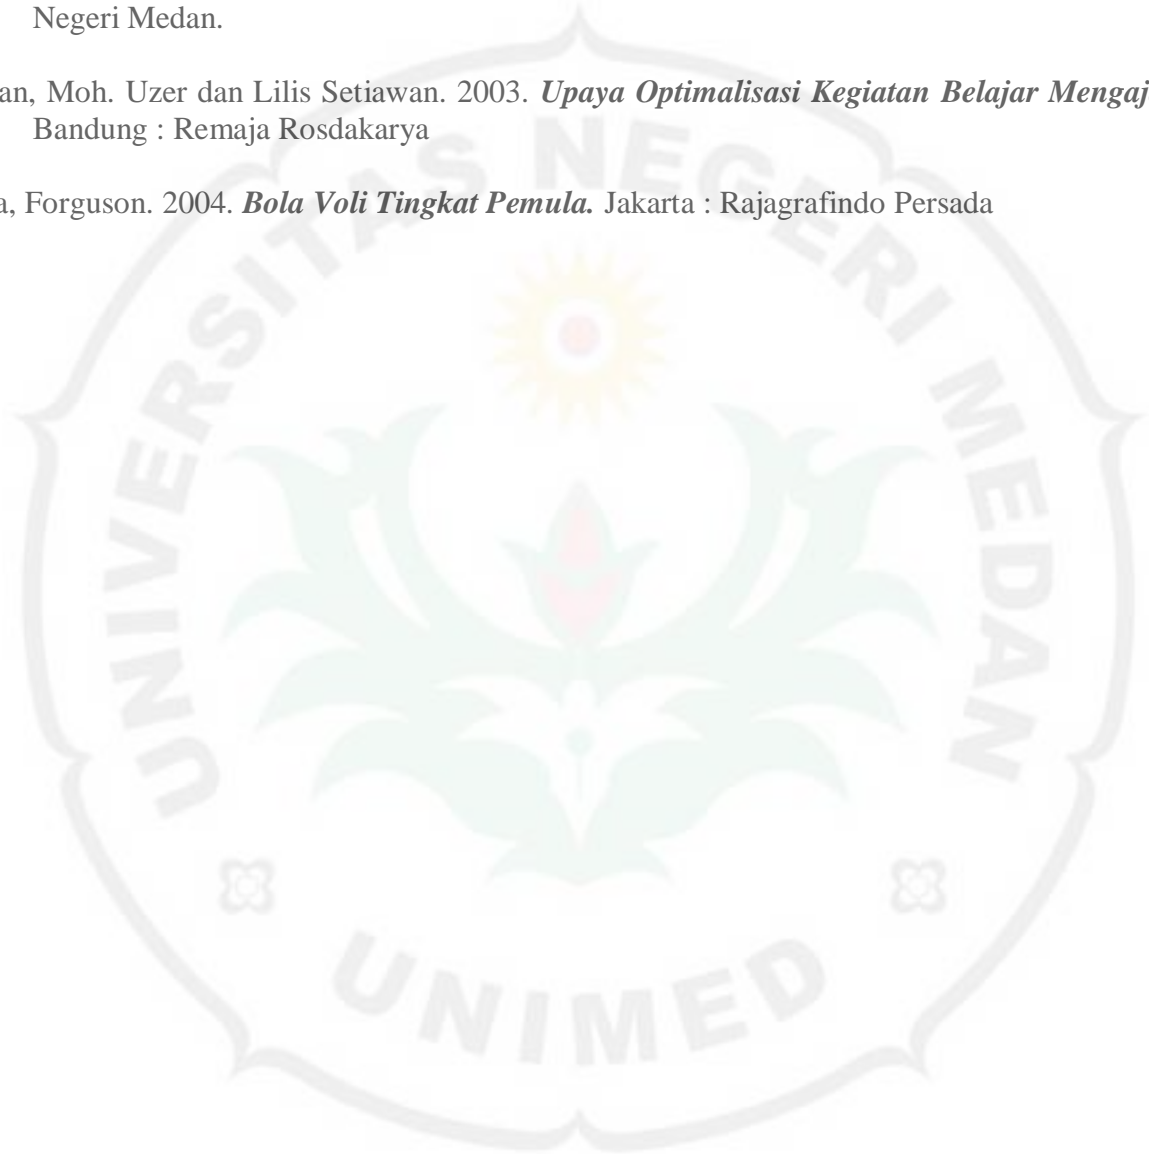 Negeri Medan.
an, Moh. Uzer dan Lilis Setiawan. 2003. Upaya Optimalisasi Kegiatan Belajar Mengaj
Bandung : Remaja Rosdakarya
a, Forguson. 2004. Bola Voli Tingkat Pemula. Jakarta : Rajagrafindo Persada
UNIVERSITAS NEGERI MEDAN
UNIMED